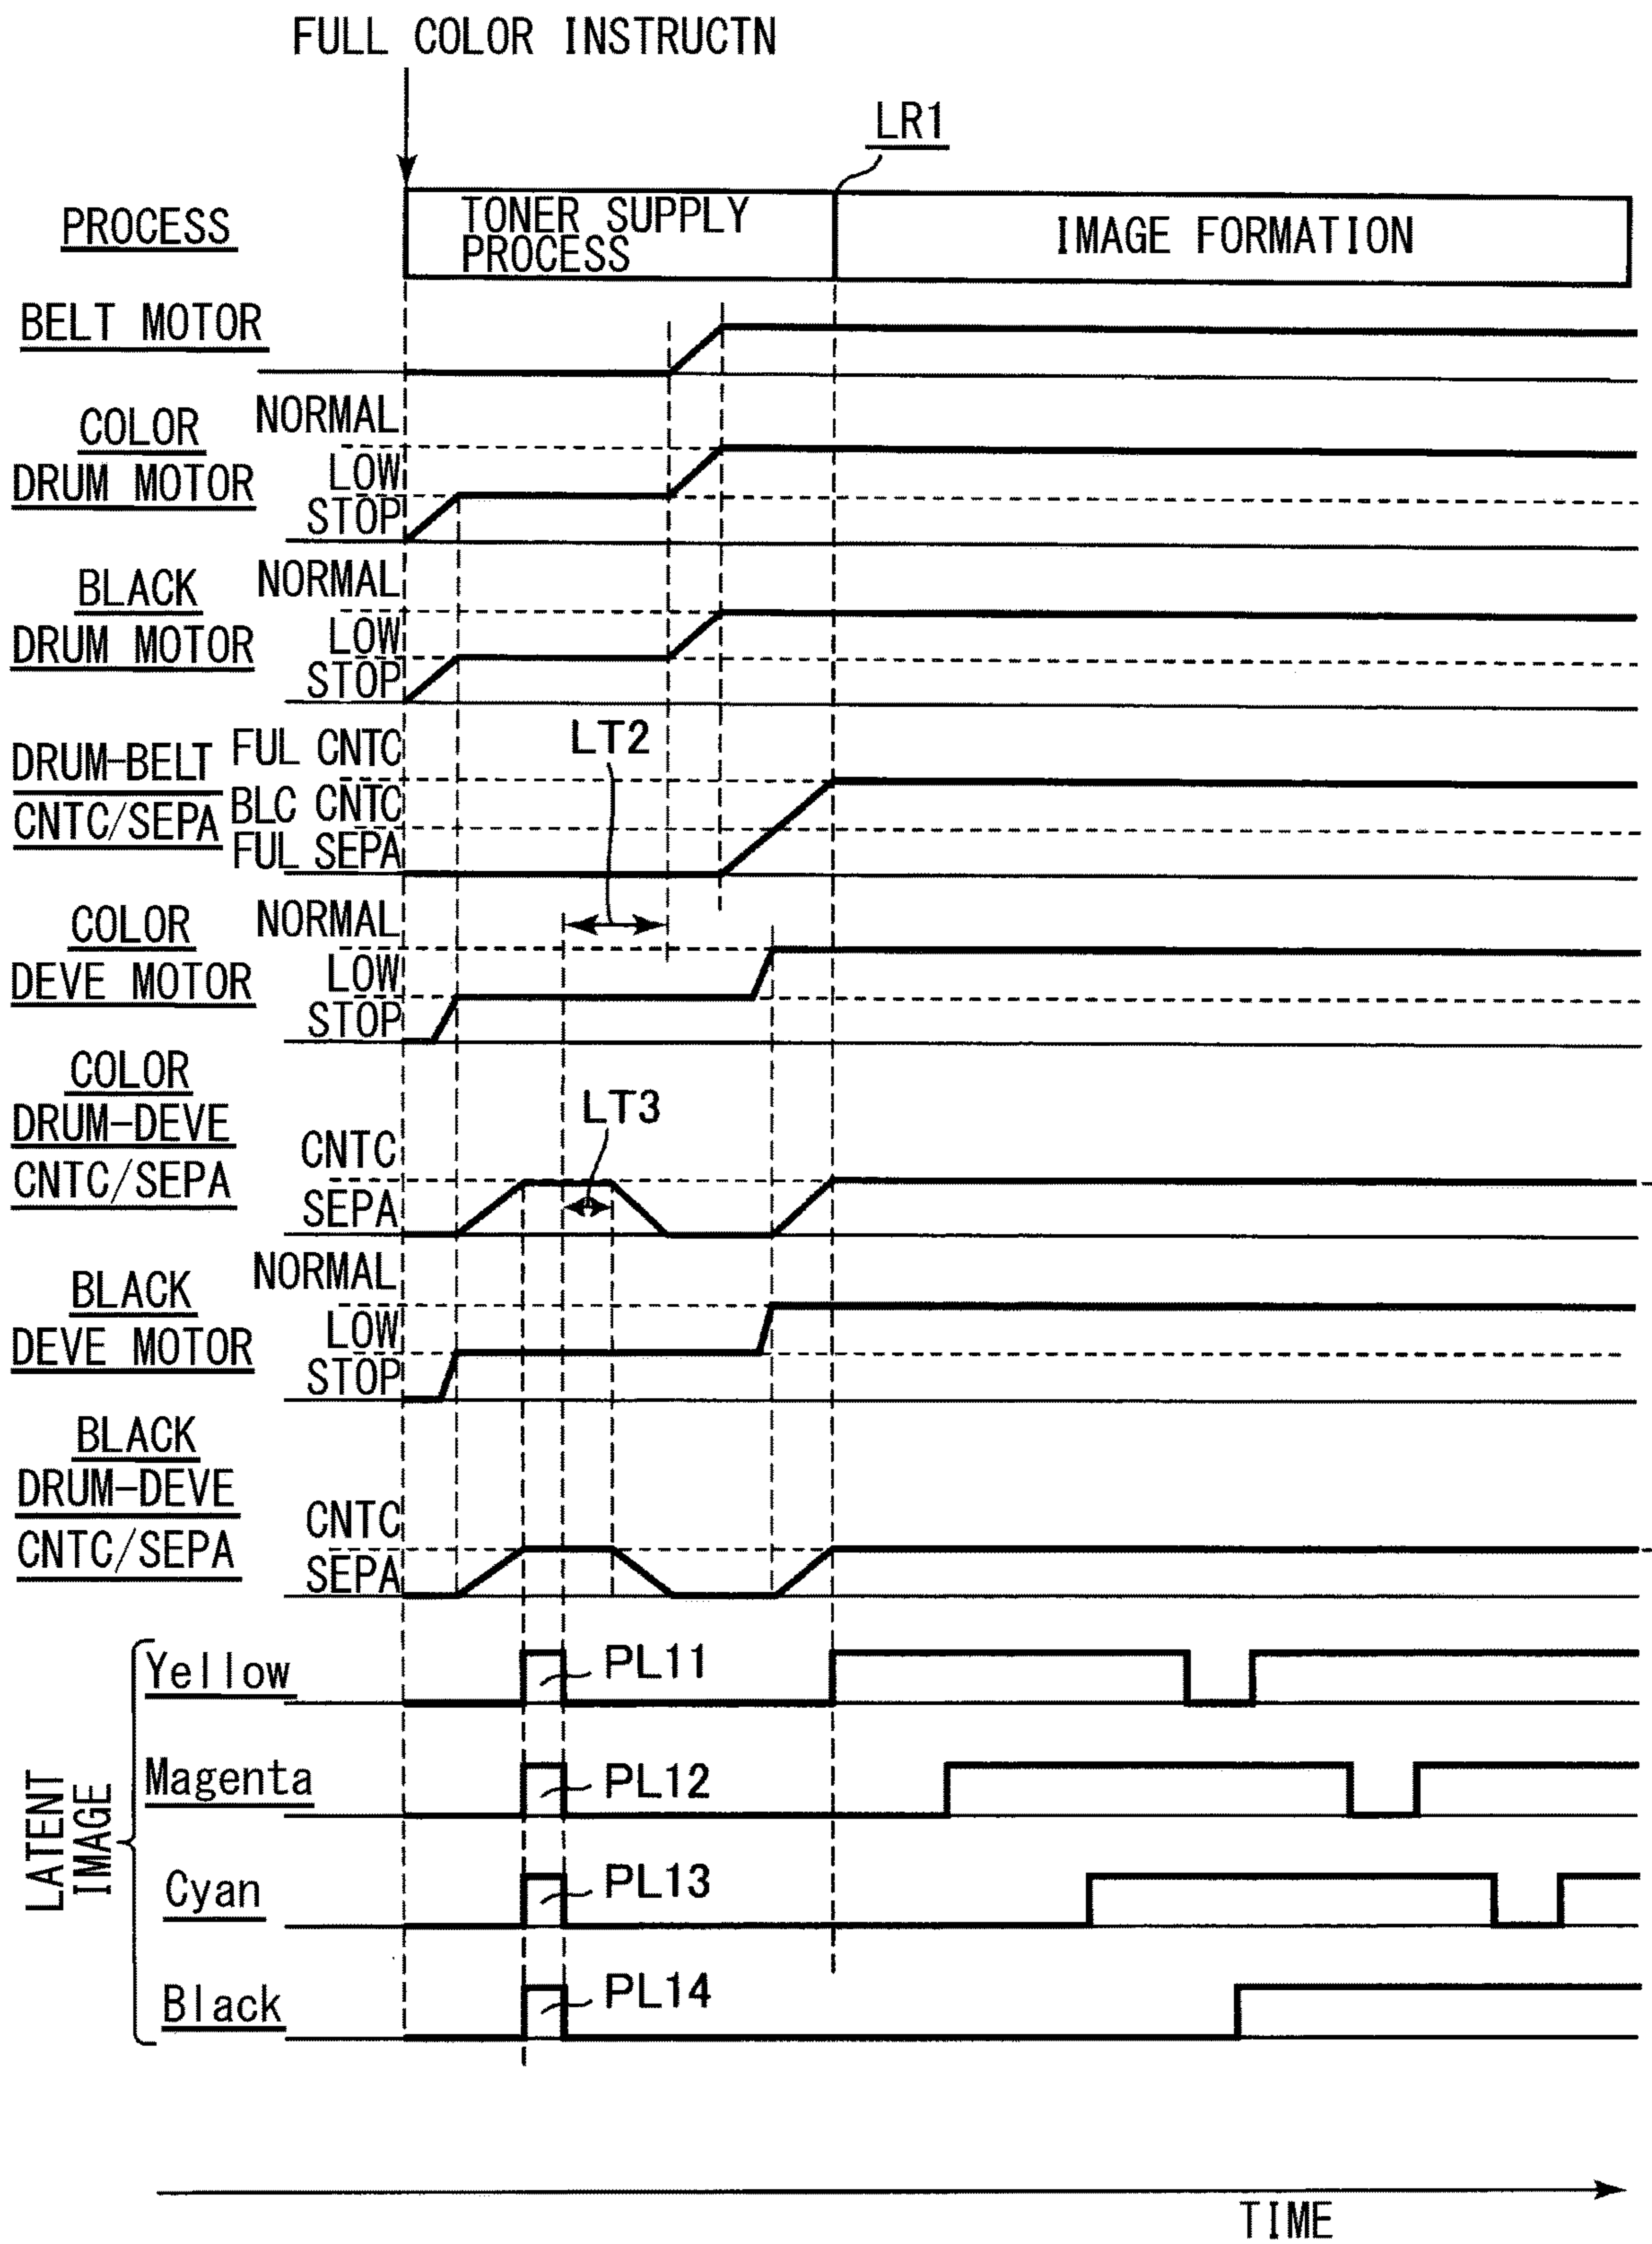 FULL COLOR INSTRUCTN
LR1
PROCESS
TONER SUPPLY
PROCESS
IMAGE FORMATION
BELT MOTOR
COLOR
DRUM MOTOR
NORMAL
LOW
STOP
BLACK
DRUM MOTOR
NORMAL
LOW
STOP
DRUM-BELT
CNTC/SEPA
FUL CNTC
BLC CNTC
FUL SEPA
LT2
COLOR
DEVE MOTOR
NORMAL
LOW
STOP
COLOR
DRUM-DEVE
CNTC/SEPA
CNTC
SEPA
LT3
BLACK
DEVE MOTOR
NORMAL
LOW
STOP
BLACK
DRUM-DEVE
CNTC/SEPA
CNTC
SEPA
LATENT
IMAGE
Yellow
PL11
Magenta
PL12
Cyan
PL13
Black
PL14
TIME